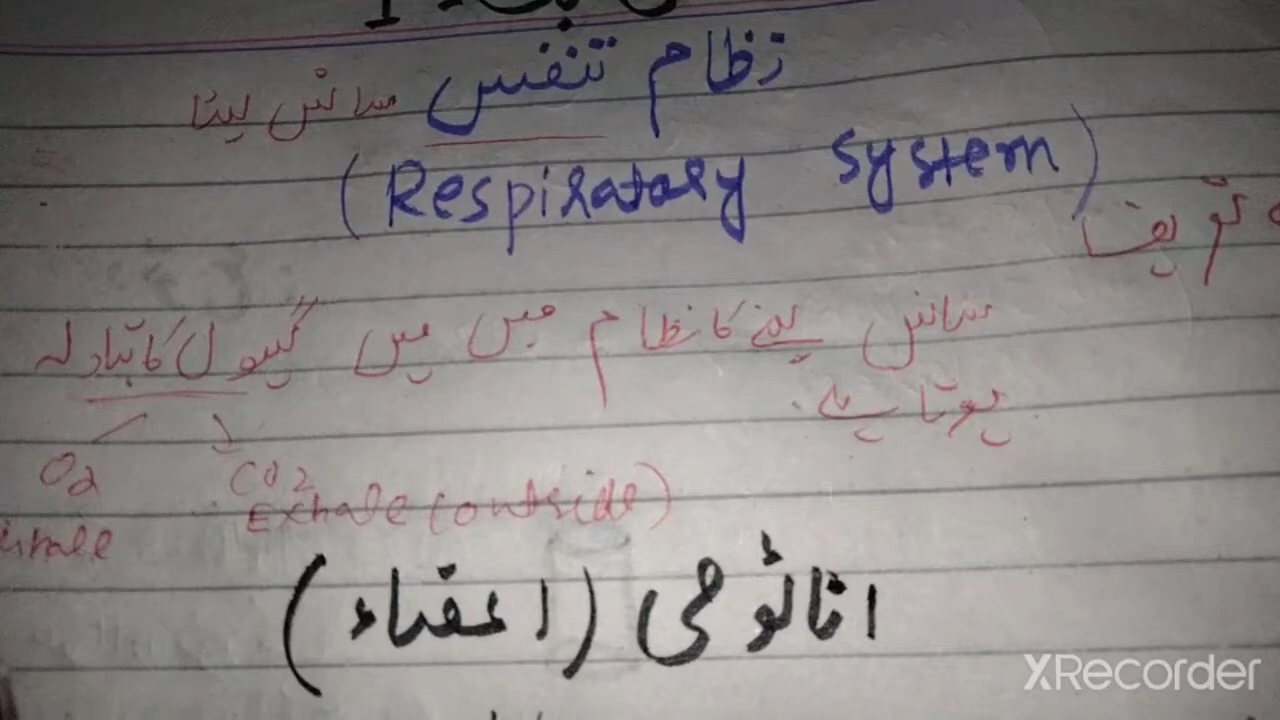 نظام تنفس سانس لینا
(Respiratory system)
تعریف
سانس لینے کا نظام جس میں گیسوں کا تبادلہ
ہوتا ہے۔
O2 CO2
Exhale (outside)
اناٹومی (اعضاء)
XRecorder